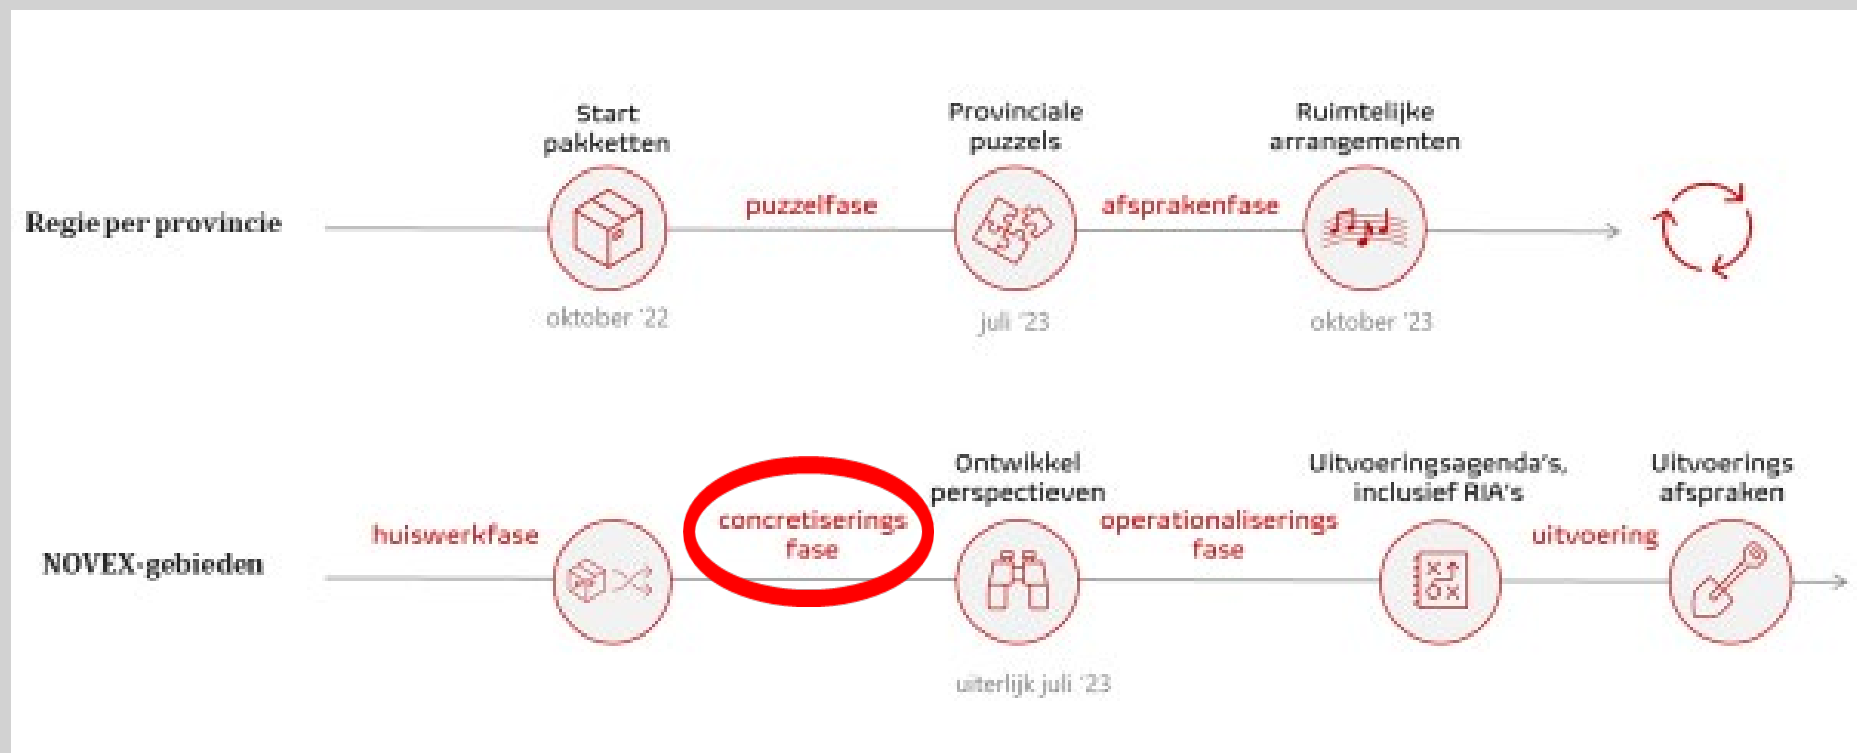 Start
pakketten
Provinciale
puzzels
Ruimtelijke
arrangementen
Regie per provincie
puzzelfase
afsprakenfase
oktober '22
juli '23
oktober '23
Ontwikkel
perspectieven
Uitvoeringsagenda's,
inclusief RIA's
Uitvoerings
afspraken
NOVEX-gebieden
huiswerkfase
concretiserings
fase
operationaliserings
fase
uitvoering
uiterlijk juli '23